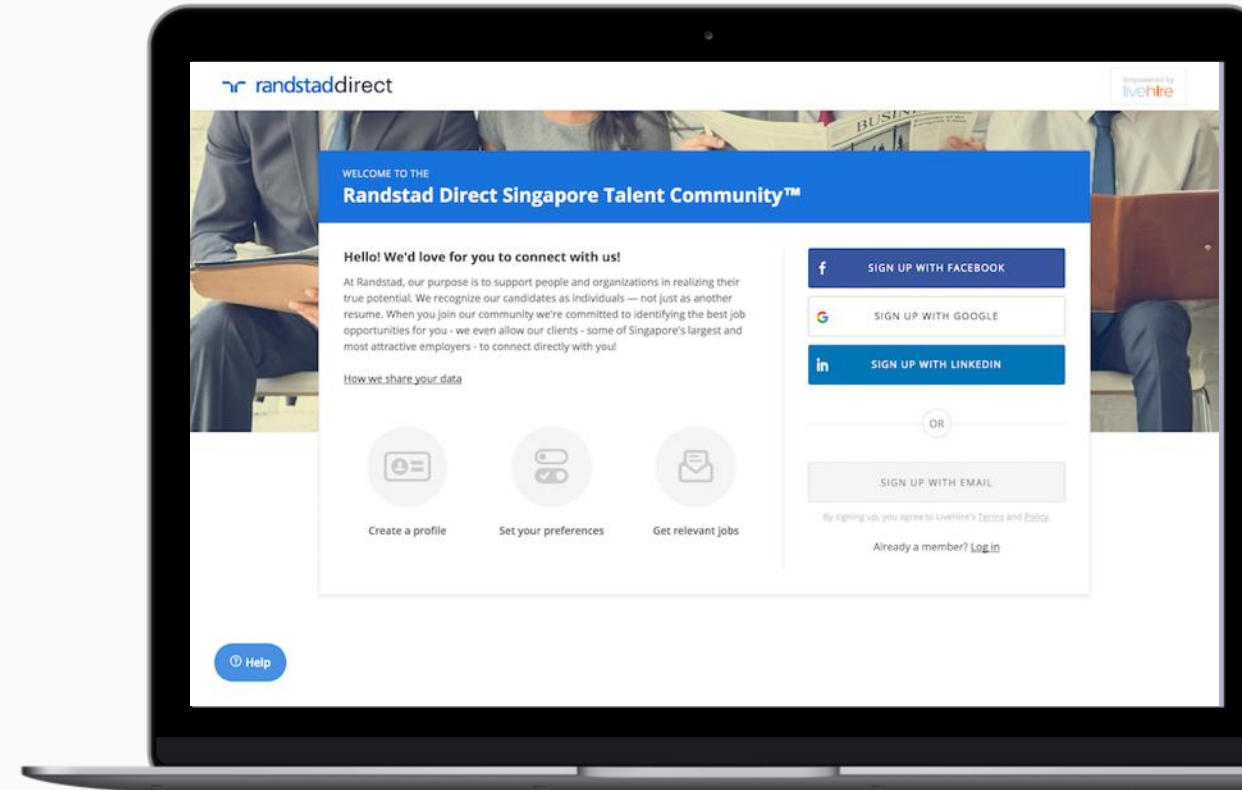 randstaddirect
Empowered by
livehire
BUSIN
WELCOME TO THE
Randstad Direct Singapore Talent Community™
Hello! We'd love for you to connect with us!
At Randstad, our purpose is to support people and organizations in realizing their
true potential. We recognize our candidates as individuals — not just as another
resume. When you join our community we're committed to identifying the best job
opportunities for you - we even allow our clients - some of Singapore's largest and
most attractive employers - to connect directly with you!
How we share your data
Create a profile
Set your preferences
Get relevant jobs
f SIGN UP WITH FACEBOOK
G SIGN UP WITH GOOGLE
in SIGN UP WITH LINKEDIN
OR
SIGN UP WITH EMAIL
By signing up, you agree to LiveHire's Terms and Policy.
Already a member? Log in
? Help